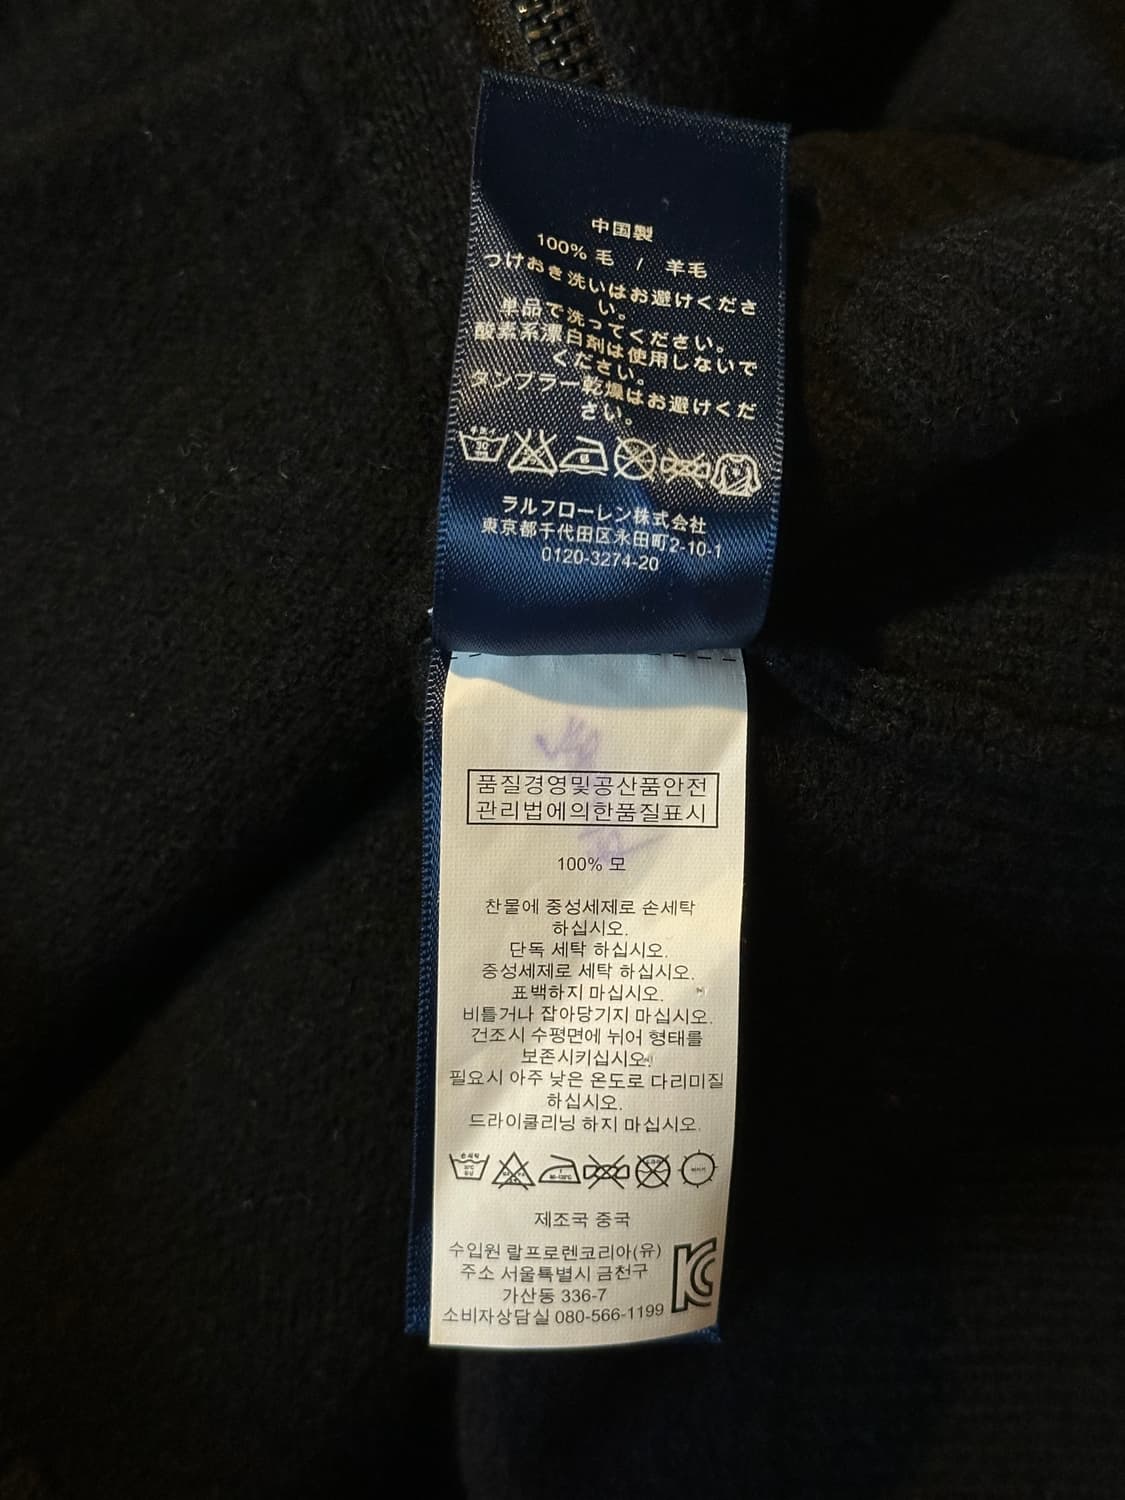 中国製
100% 毛 / 羊毛
つけおき洗いはお避けくださ
い。
単品で洗ってください。
酸素系漂白剤は使用しないで
ください。
タンブラー乾燥はお避けくだ
さい。
ラルフローレン株式会社
東京都千代田区永田町2-10-1
0120-3274-20
품질경영및공산품안전
관리법에의한품질표시
100% 모
찬물에 중성세제로 손세탁
하십시오.
단독 세탁 하십시오.
중성세제로 세탁 하십시오.
표백하지 마십시오.
비틀거나 잡아당기지 마십시오.
건조시 수평면에 뉘어 형태를
보존시키십시오.
필요시 아주 낮은 온도로 다리미질
하십시오.
드라이클리닝 하지 마십시오.
손세탁
30℃
중성
제조국 중국
수입원 랄프로렌코리아(유)
주소 서울특별시 금천구
가산동 336-7
소비자상담실 080-566-1199
KC